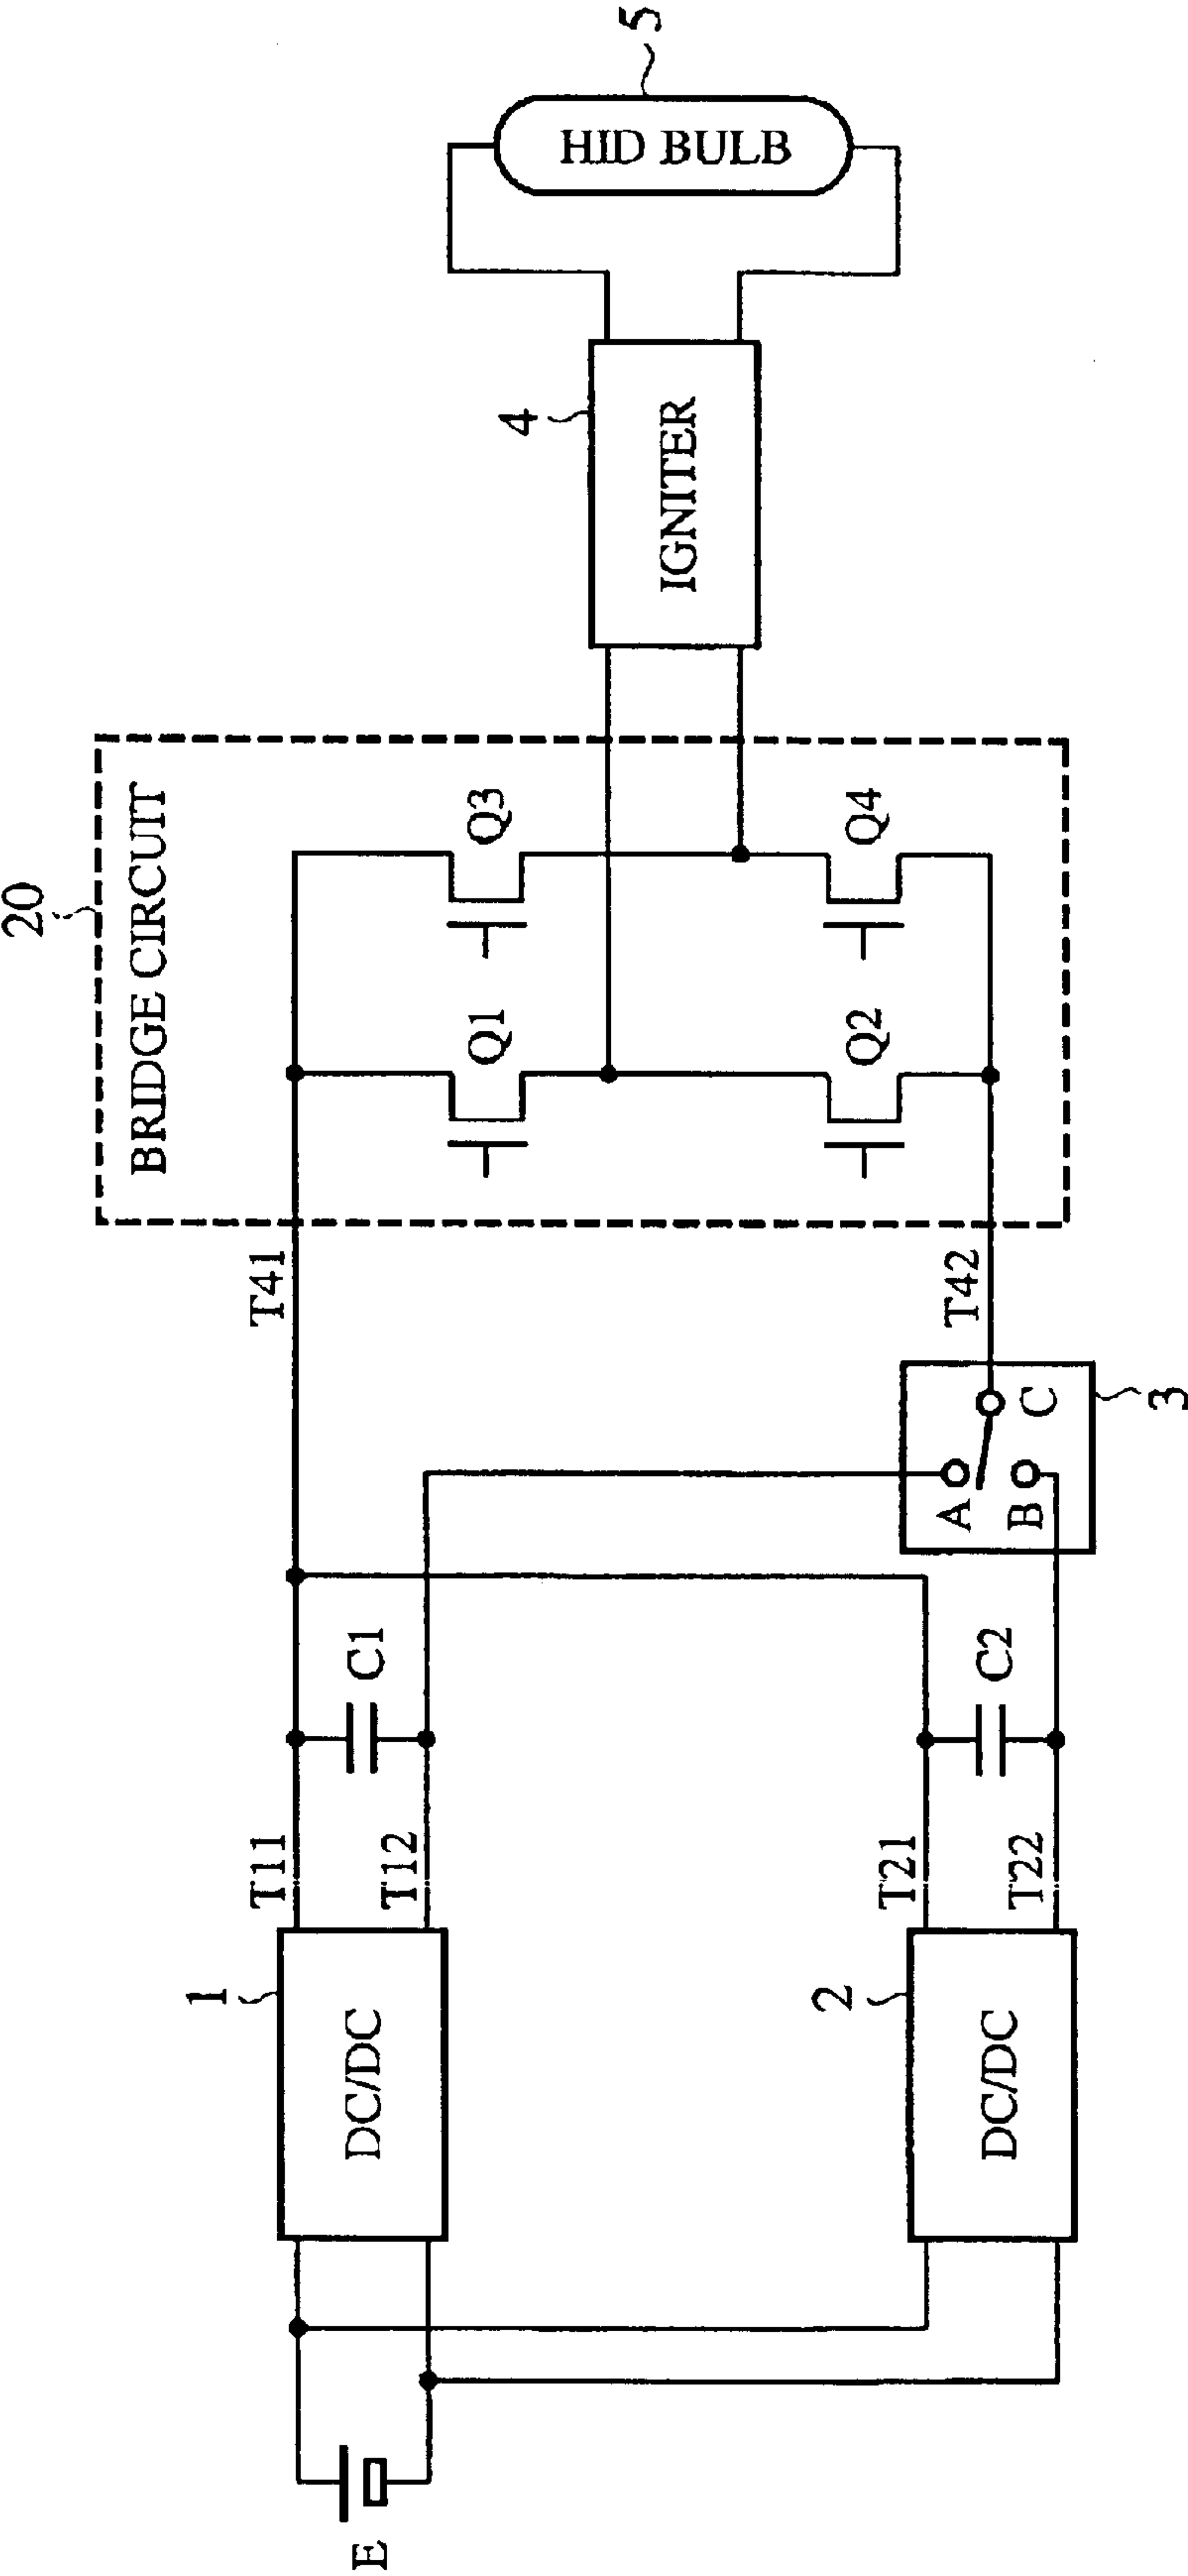 20
BRIDGE CIRCUIT
E
1
DC/DC
T11
T12
C1
T41
Q1
Q3
4
IGNITER
5
HID BULB
2
DC/DC
T21
T22
C2
A
B
C
3
T42
Q2
Q4